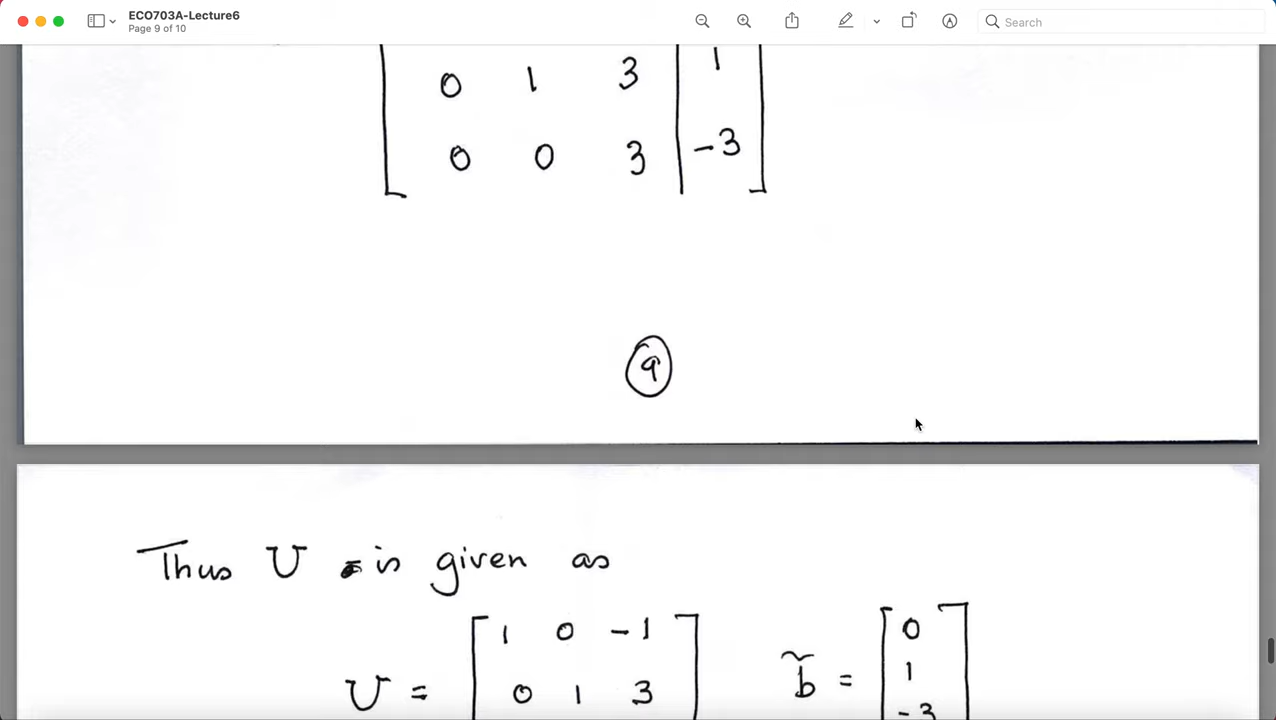 ECO703A-Lecture6
Page 9 of 10
Search
0 1 3 1
0 0 3 -3
9
Thus U is given as
U = [ 1 0 -1
0 1 3
b̃ = [ 0
1
-3